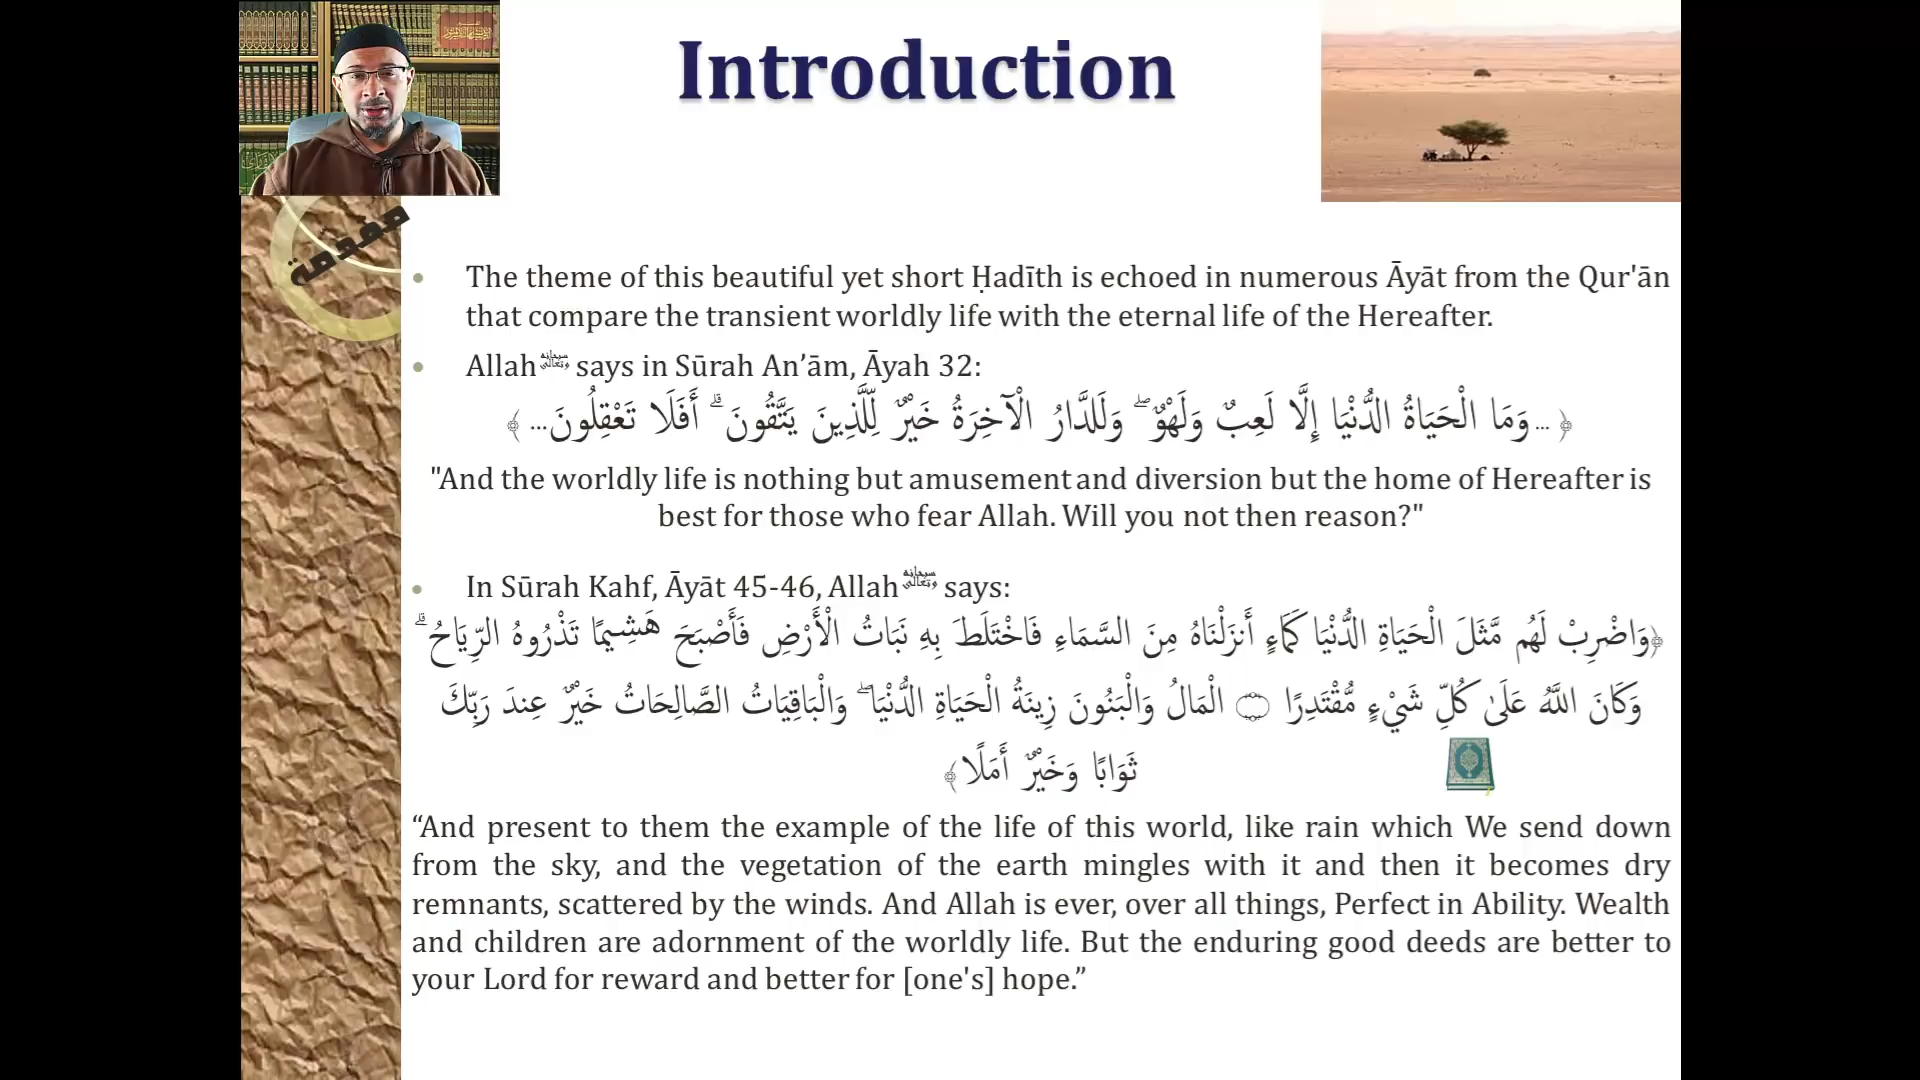 Introduction
مقدمة
• The theme of this beautiful yet short Ḥadīth is echoed in numerous Āyāt from the Qur'ān
that compare the transient worldly life with the eternal life of the Hereafter.
• Allah سبحانه وتعالى says in Sūrah An’ām, Āyah 32:
﴿ ... وَمَا الْحَيَاةُ الدُّنْيَا إِلَّا لَعِبٌ وَلَهْوٌ ۖ وَلَلدَّارُ الْآخِرَةُ خَيْرٌ لِّلَّذِينَ يَتَّقُونَ ۗ أَفَلَا تَعْقِلُونَ ... ﴾
"And the worldly life is nothing but amusement and diversion but the home of Hereafter is
best for those who fear Allah. Will you not then reason?"
• In Sūrah Kahf, Āyāt 45-46, Allah سبحانه وتعالى says:
﴿وَاضْرِبْ لَهُم مَّثَلَ الْحَيَاةِ الدُّنْيَا كَمَاءٍ أَنزَلْنَاهُ مِنَ السَّمَاءِ فَاخْتَلَطَ بِهِ نَبَاتُ الْأَرْضِ فَأَصْبَحَ هَشِيمًا تَذْرُوهُ الرِّيَاحُ ۗ
وَكَانَ اللَّهُ عَلَىٰ كُلِّ شَيْءٍ مُّقْتَدِرًا ۝ الْمَالُ وَالْبَنُونَ زِينَةُ الْحَيَاةِ الدُّنْيَا ۖ وَالْبَاقِيَاتُ الصَّالِحَاتُ خَيْرٌ عِندَ رَبِّكَ
ثَوَابًا وَخَيْرٌ أَمَلًا﴾
“And present to them the example of the life of this world, like rain which We send down
from the sky, and the vegetation of the earth mingles with it and then it becomes dry
remnants, scattered by the winds. And Allah is ever, over all things, Perfect in Ability. Wealth
and children are adornment of the worldly life. But the enduring good deeds are better to
your Lord for reward and better for [one's] hope.”